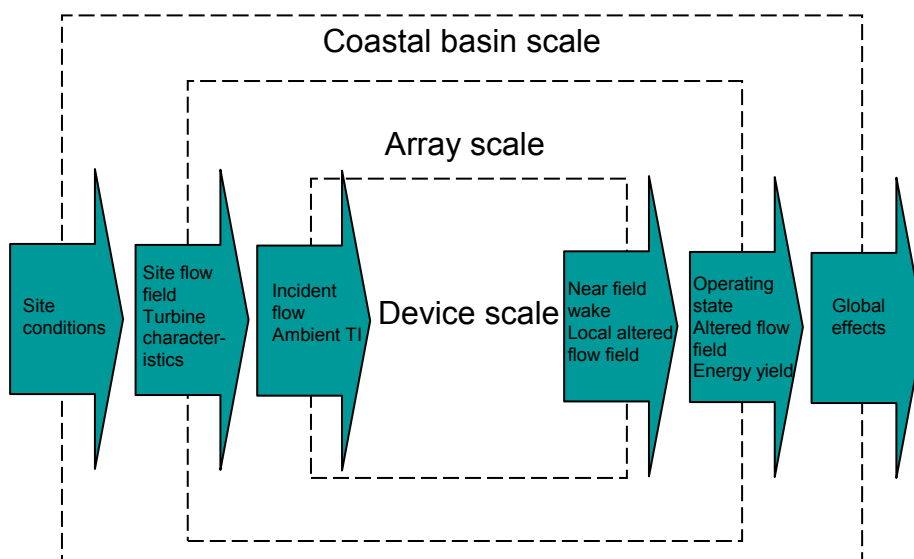 Coastal basin scale
Array scale
Site
conditions
Site flow
field
Turbine
character-
istics
Incident
flow
Ambient TI
Device scale
Near field
wake
Local altered
flow field
Operating
state
Altered flow
field
Energy yield
Global
effects